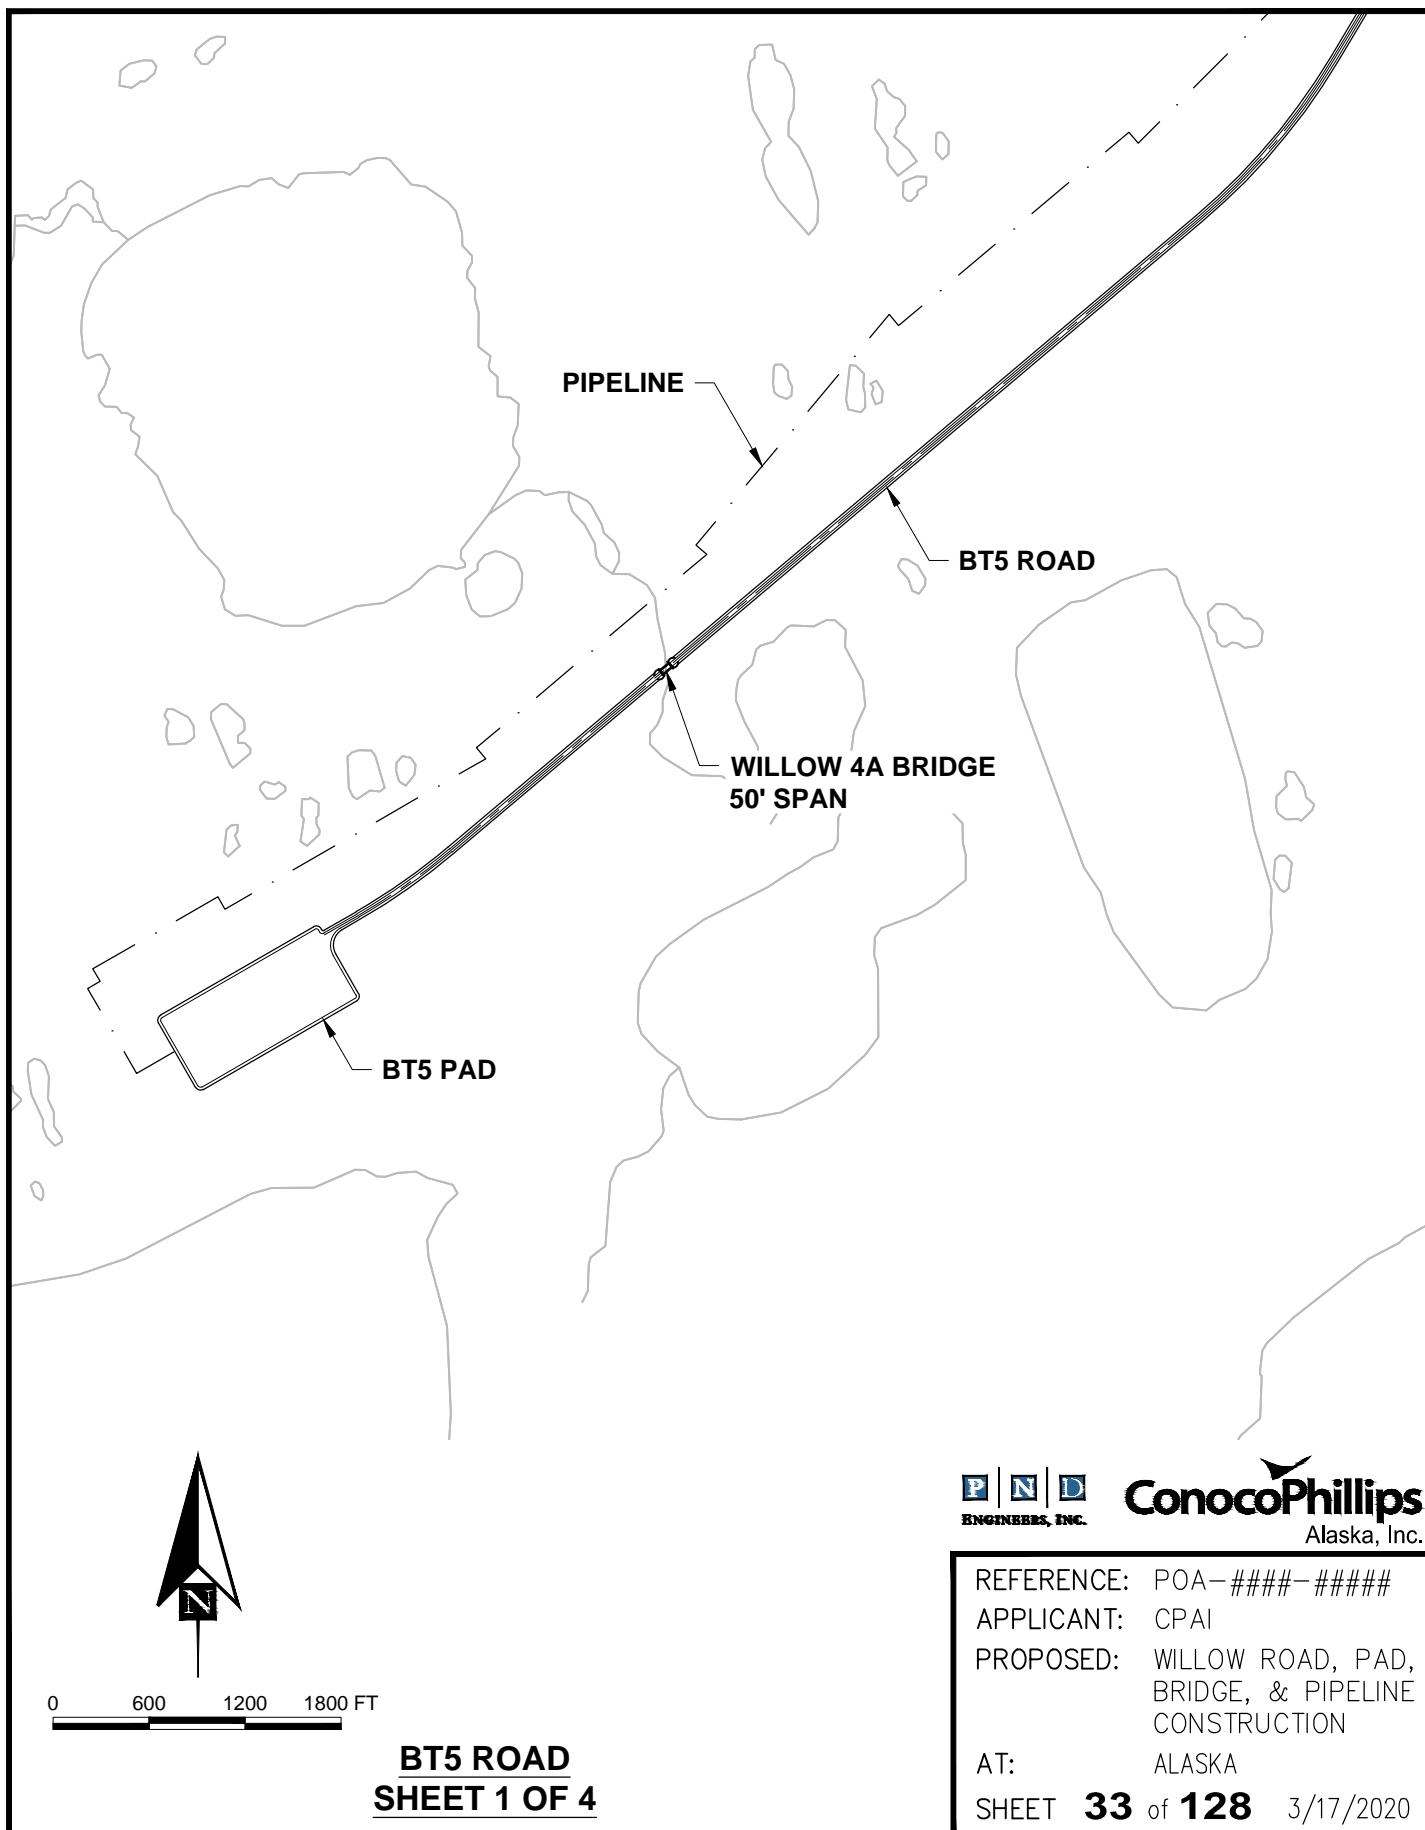 PIPELINE
BT5 ROAD
WILLOW 4A BRIDGE
50' SPAN
BT5 PAD
N
0 600 1200 1800 FT
BT5 ROAD
SHEET 1 OF 4
P N D
ENGINEERS, INC.
ConocoPhillips
Alaska, Inc.
REFERENCE: POA-####-#####
APPLICANT: CPAI
PROPOSED: WILLOW ROAD, PAD,
BRIDGE, & PIPELINE
CONSTRUCTION
AT: ALASKA
SHEET 33 of 128 3/17/2020